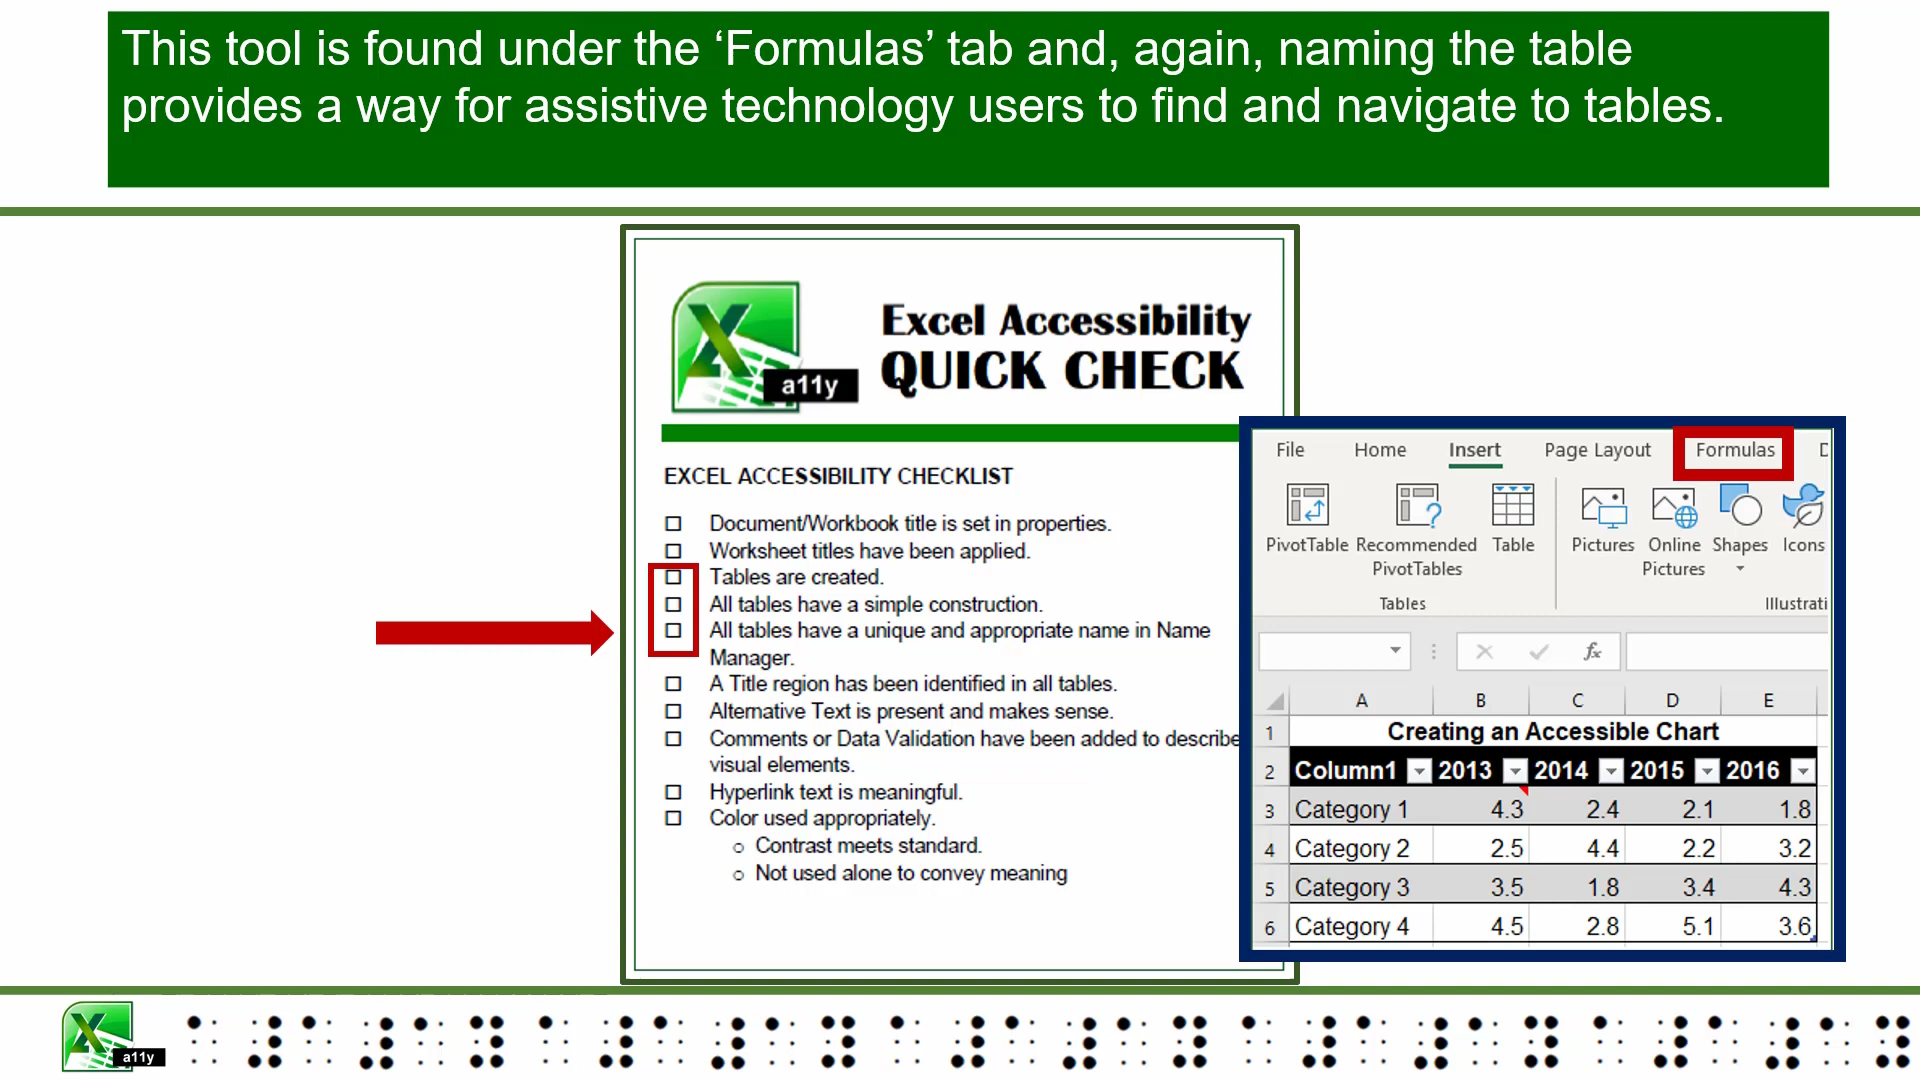 This tool is found under the ‘Formulas’ tab and, again, naming the table
provides a way for assistive technology users to find and navigate to tables.
a11y
Excel Accessibility
QUICK CHECK
EXCEL ACCESSIBILITY CHECKLIST
Document/Workbook title is set in properties.
Worksheet titles have been applied.
Tables are created.
All tables have a simple construction.
All tables have a unique and appropriate name in Name
Manager.
A Title region has been identified in all tables.
Alternative Text is present and makes sense.
Comments or Data Validation have been added to describe
visual elements.
Hyperlink text is meaningful.
Color used appropriately.
Contrast meets standard.
Not used alone to convey meaning
File Home Insert Page Layout Formulas D
PivotTable Recommended Table Pictures Online Shapes Icons
PivotTables Pictures
Tables Illustrati
fx
A B C D E
1 Creating an Accessible Chart
2 Column1 2013 2014 2015 2016
3 Category 1 4.3 2.4 2.1 1.8
4 Category 2 2.5 4.4 2.2 3.2
5 Category 3 3.5 1.8 3.4 4.3
6 Category 4 4.5 2.8 5.1 3.6
a11y